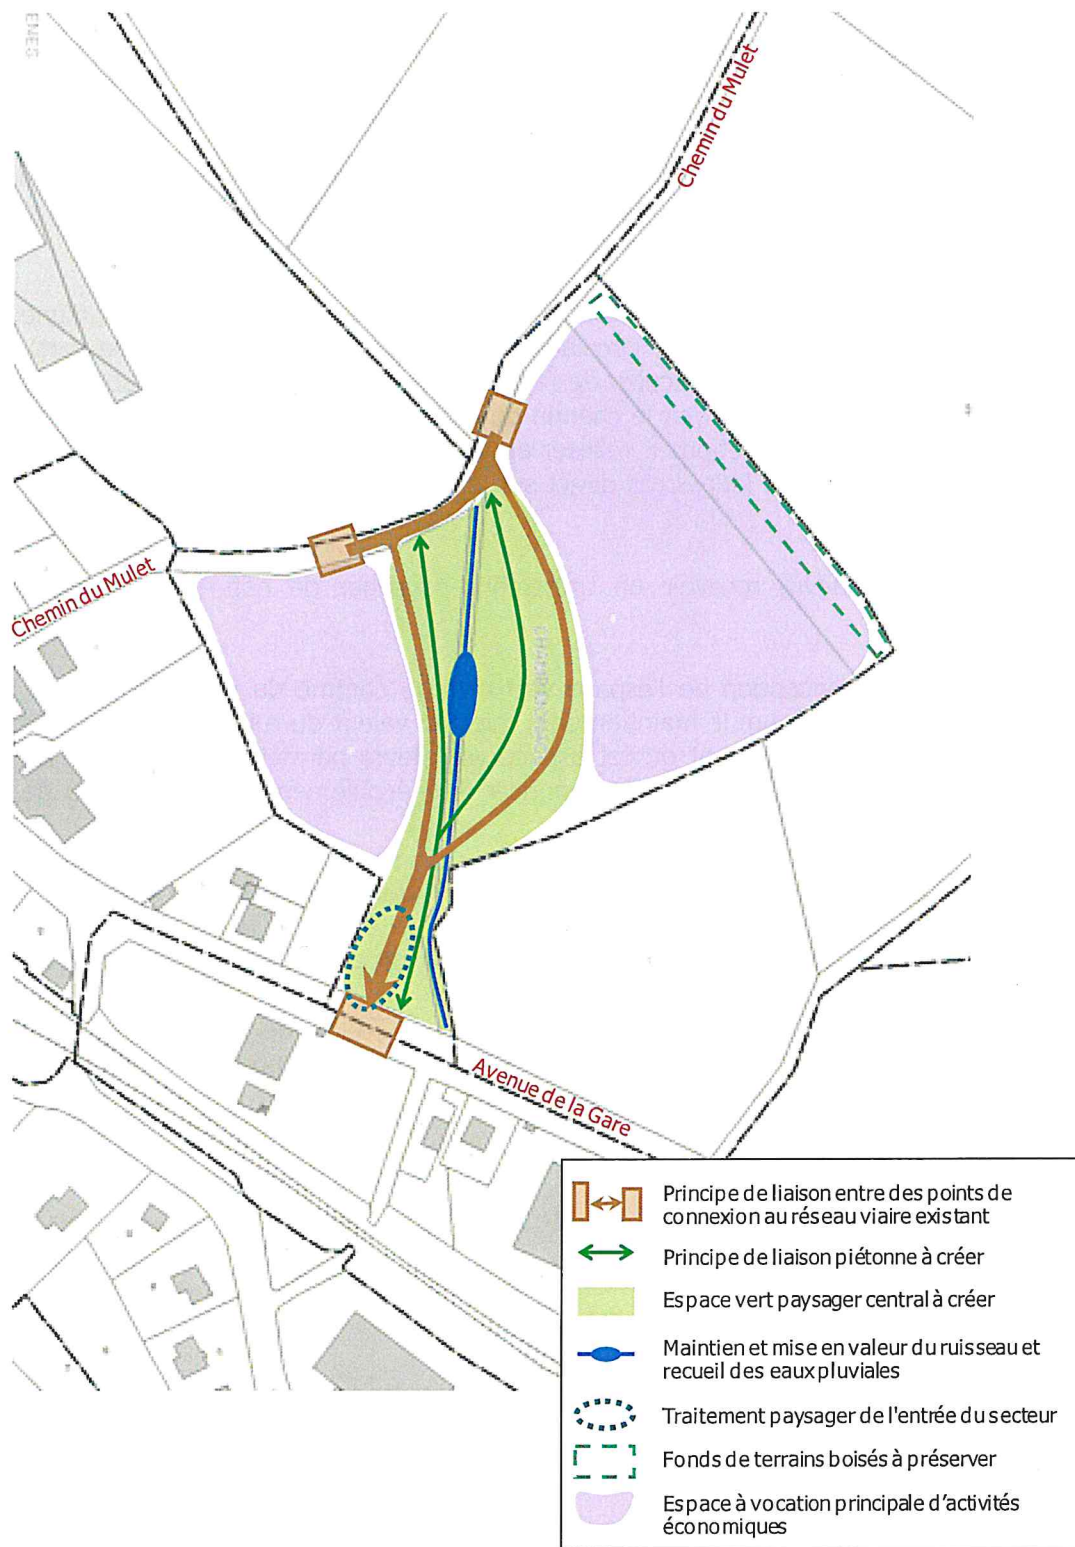 Chemin du Mulet
Chemin du Mulet
Avenue de la Gare
Principe de liaison entre des points de
connexion au réseau viaire existant
Principe de liaison piétonne à créer
Espace vert paysager central à créer
Maintien et mise en valeur du ruisseau et
recueil des eaux pluviales
Traitement paysager de l'entrée du secteur
Fonds de terrains boisés à préserver
Espace à vocation principale d'activités
économiques